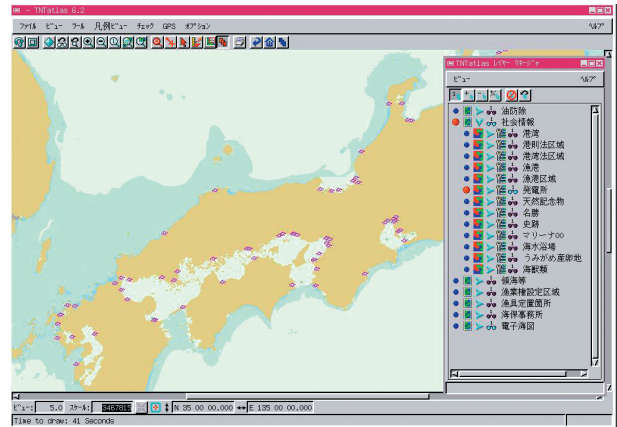 - TNTatlas 6.2
ファイル ビュー ツール 凡例ビュー チェック GPS オプション ヘルプ
TNTatlas レイヤー マネージャ
ビュー ヘルプ
油防除
社会情報
港湾
港則法区域
港湾法区域
漁港
漁港区域
発電所
天然記念物
名勝
史跡
マリーナ00
海水浴場
うみがめ産卵地
海獣類
領海等
漁業権設定区域
漁具定置箇所
海保事務所
電子海図
ビュー: 5.0 スケール: 3467815 N 35 00 00.000 E 135 00 00.000
Time to draw: 41 Seconds